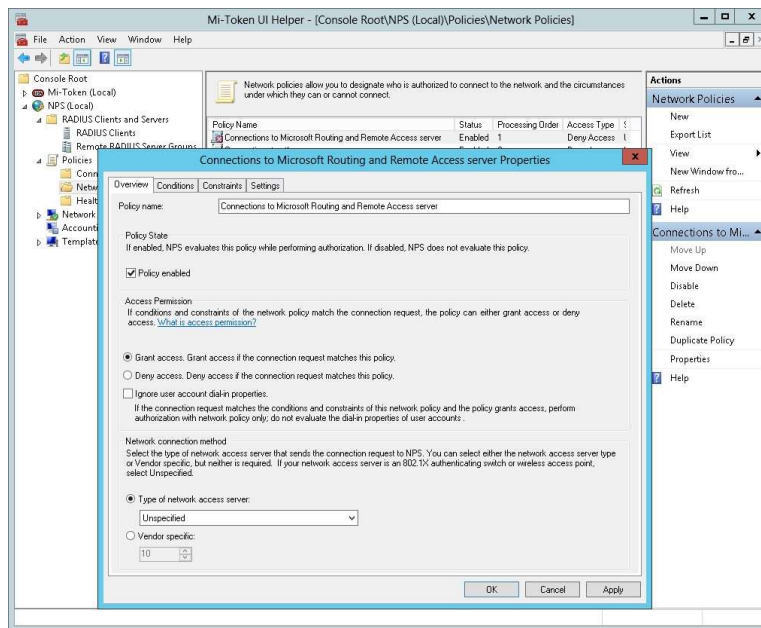 Mi-Token UI Helper - [Console Root\NPS (Local)\Policies\Network Policies]
File Action View Window Help
Console Root
Mi-Token (Local)
NPS (Local)
RADIUS Clients and Servers
RADIUS Clients
Remote RADIUS Server Groups
Policies
Conn
Netw
Healt
Network
Accounti
Templat
Network policies allow you to designate who is authorized to connect to the network and the circumstances
under which they can or cannot connect.
Policy Name Status Processing Order Access Type
Connections to Microsoft Routing and Remote Access server Enabled 1 Deny Access
Connections to Microsoft Routing and Remote Access server Properties
Overview Conditions Constraints Settings
Policy name: Connections to Microsoft Routing and Remote Access server
Policy State
If enabled, NPS evaluates this policy while performing authorization. If disabled, NPS does not evaluate this policy.
Policy enabled
Access Permission
If conditions and constraints of the network policy match the connection request, the policy can either grant access or deny
access. What is access permission?
Grant access. Grant access if the connection request matches this policy.
Deny access. Deny access if the connection request matches this policy.
Ignore user account dial-in properties.
If the connection request matches the conditions and constraints of this network policy and the policy grants access, perform
authorization with network policy only; do not evaluate the dial-in properties of user accounts .
Network connection method
Select the type of network access server that sends the connection request to NPS. You can select either the network access server type
or Vendor specific, but neither is required. If your network access server is an 802.1X authenticating switch or wireless access point,
select Unspecified.
Type of network access server:
Unspecified
Vendor specific:
10
OK Cancel Apply
Actions
Network Policies
New
Export List
View
New Window fro...
Refresh
Help
Connections to Mi...
Move Up
Move Down
Disable
Delete
Rename
Duplicate Policy
Properties
Help